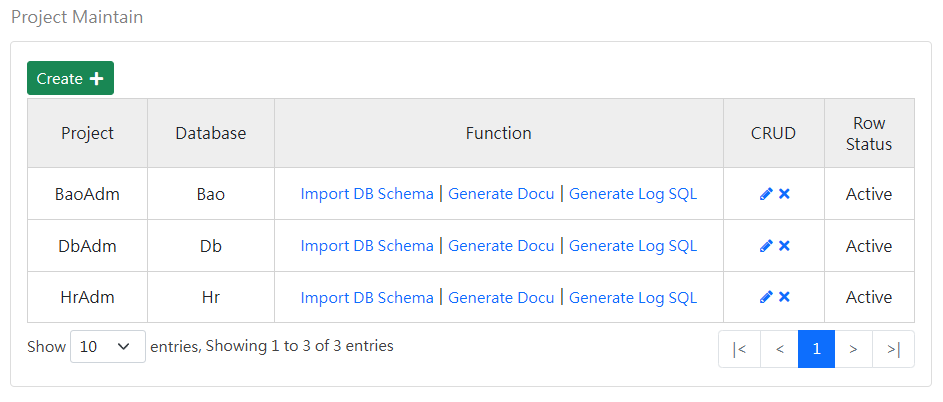 Project Maintain
Create
Project Database Function CRUD Row Status
BaoAdm Bao Import DB Schema | Generate Docu | Generate Log SQL Active
DbAdm Db Import DB Schema | Generate Docu | Generate Log SQL Active
HrAdm Hr Import DB Schema | Generate Docu | Generate Log SQL Active
Show 10 entries, Showing 1 to 3 of 3 entries |< < 1 > >|